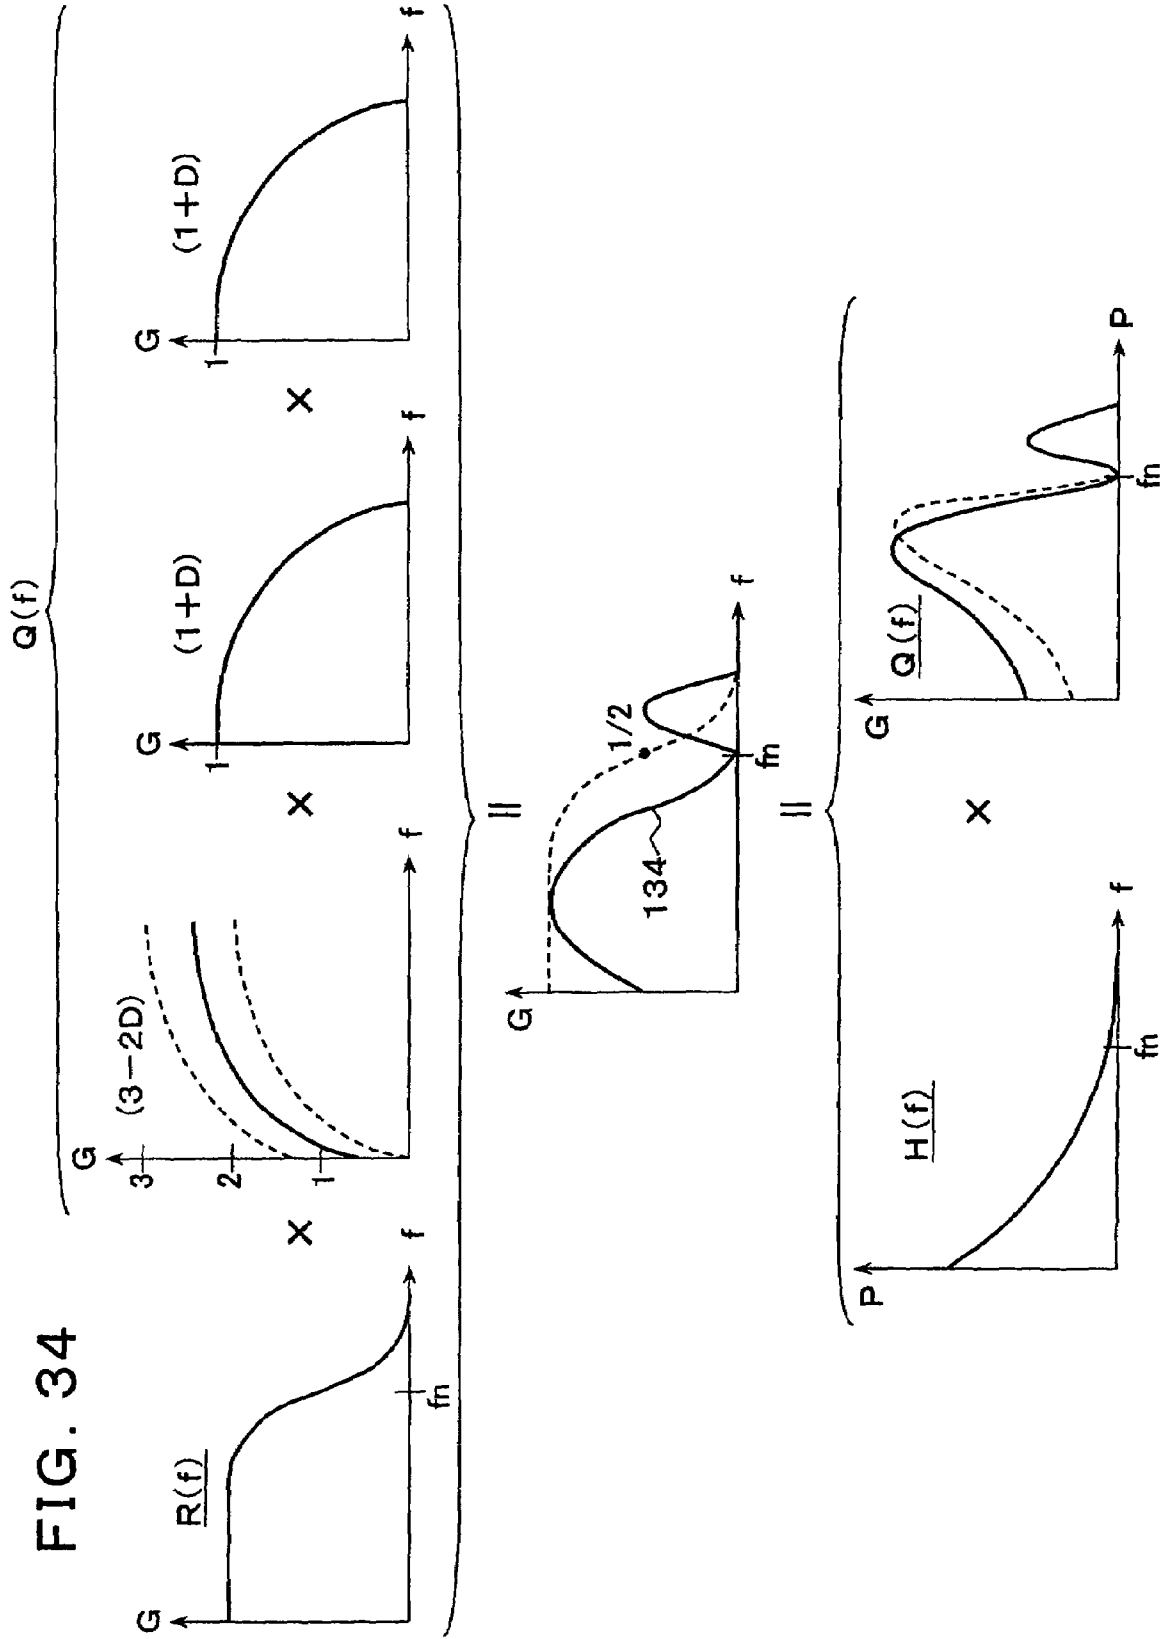 FIG. 34
Q(f)
G
R(f)
fn
f
×
G
3
2
1
(3−2D)
f
×
G
1
(1+D)
f
×
G
1
(1+D)
f
=
G
134
1/2
fn
f
=
P
H(f)
fn
f
×
G
Q(f)
fn
P